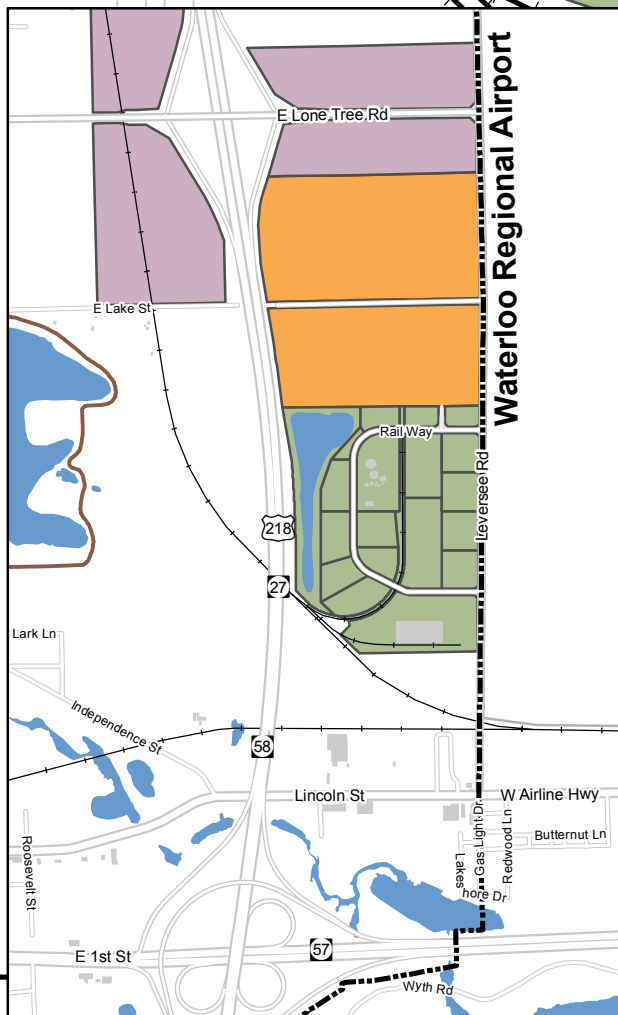 E Lone Tree Rd
Waterloo Regional Airport
E Lake St
Rail Way
Leversee Rd
218
27
Lark Ln
Independence St
58
Lincoln St
W Airline Hwy
Gas Light Dr
Redwood Ln
Butternut Ln
Roosevelt St
Lakes
hore Dr
57
E 1st St
Wyth Rd